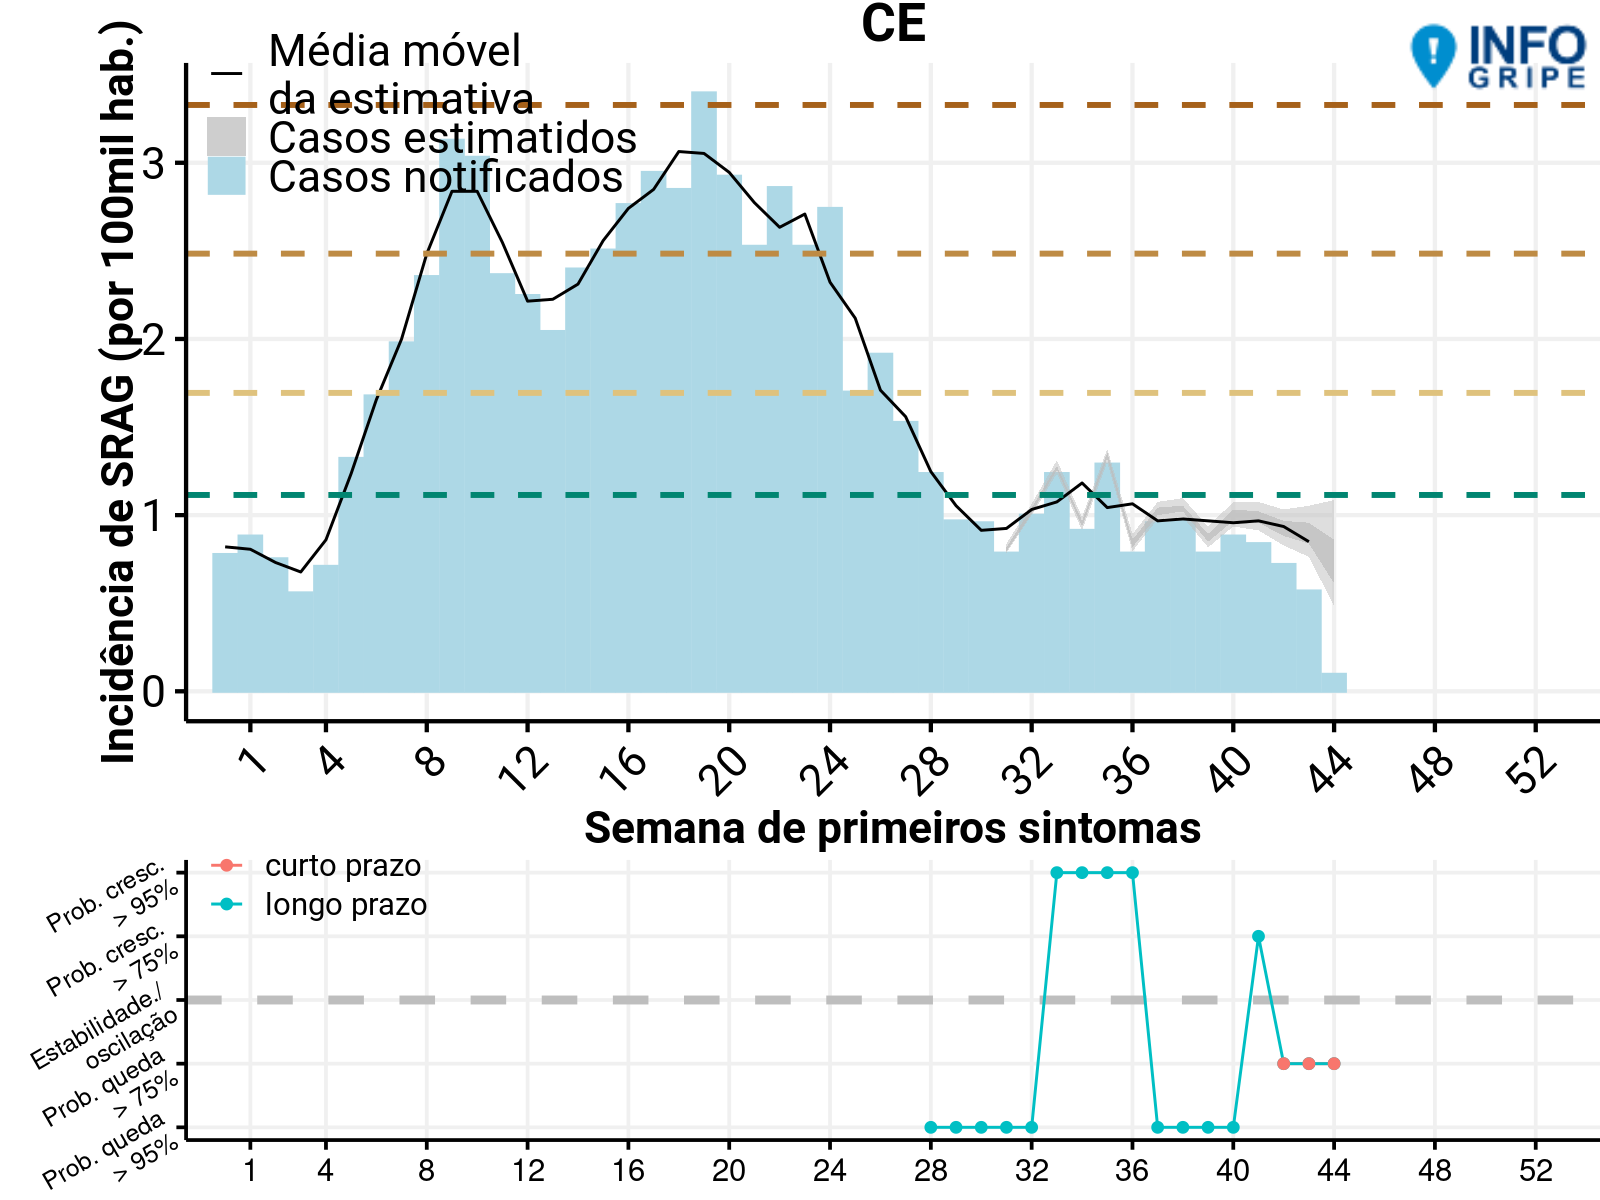 CE
INFO
GRIPE
Média móvel
da estimativa
Casos estimatidos
Casos notificados
Incidência de SRAG (por 100mil hab.)
3
2
1
0
1 4 8 12 16 20 24 28 32 36 40 44 48 52
Semana de primeiros sintomas
curto prazo
longo prazo
Prob. cresc.
> 95%
Prob. cresc.
> 75%
Estabilidade./
oscilação
Prob. queda
> 75%
Prob. queda
> 95%
1 4 8 12 16 20 24 28 32 36 40 44 48 52